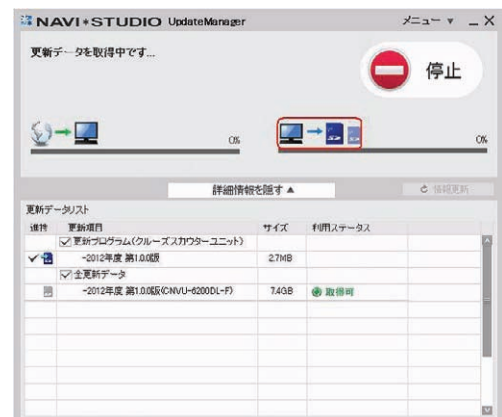 NAVI*STUDIO UpdateManager
メニュー ▼ _ X
更新データを取得中です...
停止
0%
0%
詳細情報を隠す ▲
情報更新
更新データリスト
進捗 更新項目 サイズ 利用ステータス
更新プログラム(クルーズスカウターユニット)
-2012年度 第1.0.0版 2.7MB
全更新データ
-2012年度 第1.0.0版(CNVU-6200DL-F) 7.4GB 取得可